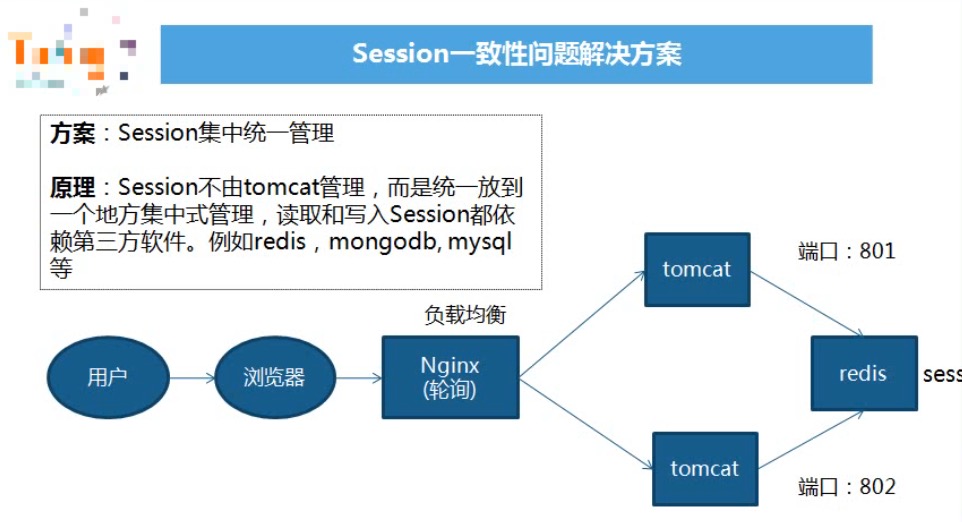 Session一致性问题解决方案
方案：Session集中统一管理
原理：Session不由tomcat管理，而是统一放到
一个地方集中式管理，读取和写入Session都依
赖第三方软件。例如redis，mongodb, mysql
等
负载均衡
用户
浏览器
Nginx
(轮询)
tomcat
端口：801
redis
sess
tomcat
端口：802